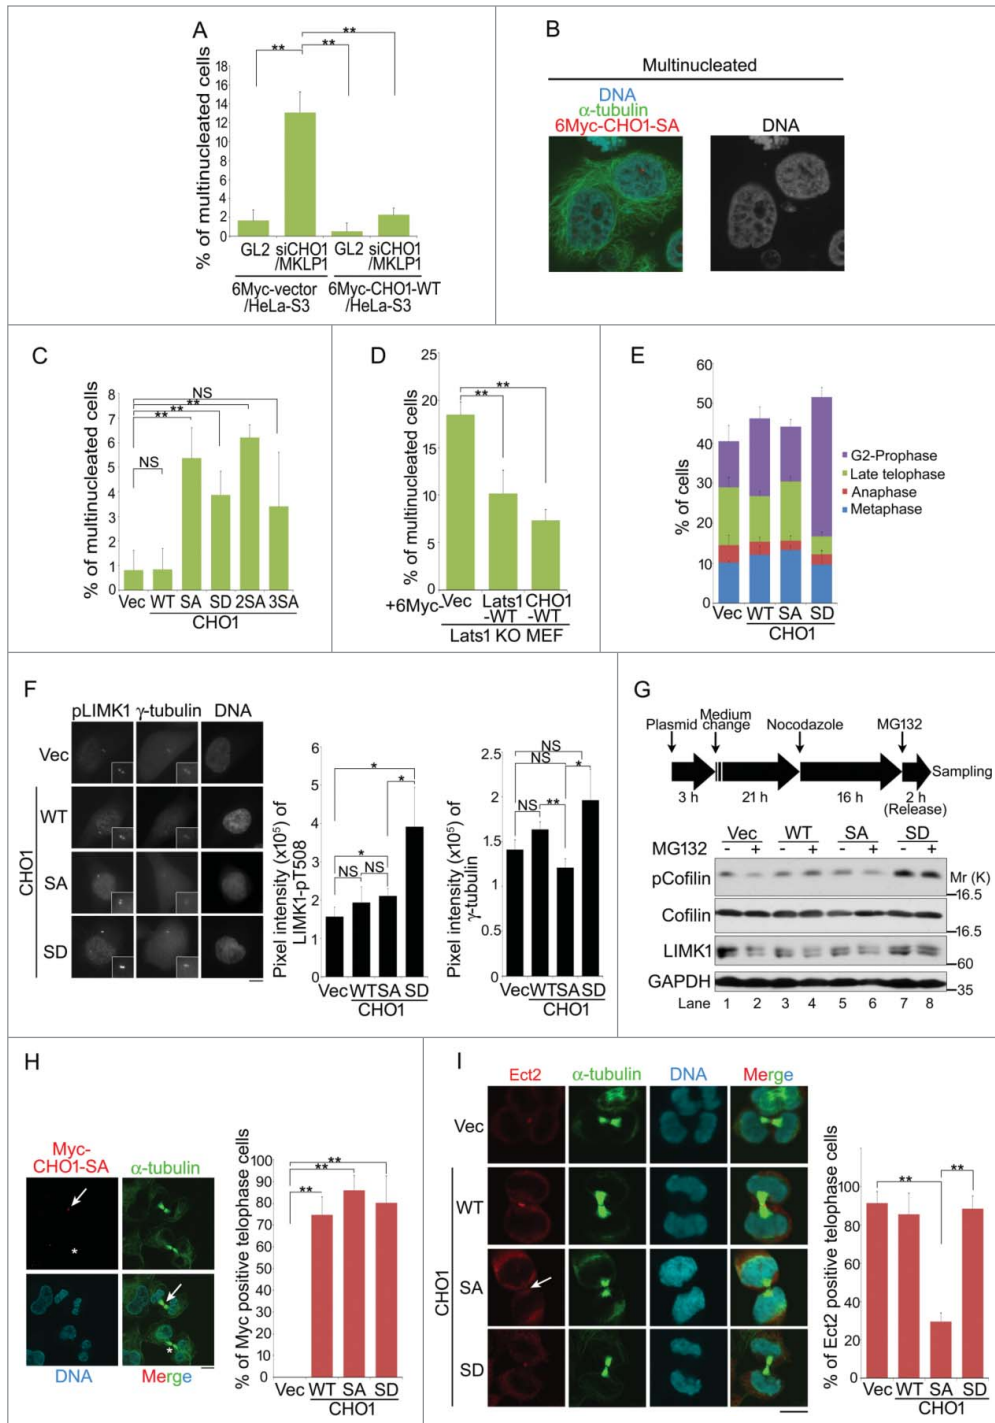 A
% of multinucleated cells
18
16
14
12
10
8
6
4
2
0
**
**
**
GL2 siCHO1 /MKLP1 GL2 siCHO1 /MKLP1
6Myc-vector /HeLa-S3
6Myc-CHO1-WT /HeLa-S3
B
Multinucleated
DNA
α-tubulin
6Myc-CHO1-SA
DNA
C
% of multinucleated cells
8
7
6
5
4
3
2
1
0
NS
**
**
**
NS
Vec WT SA SD 2SA 3SA
CHO1
D
% of multinucleated cells
25
20
15
10
5
0
**
**
+6Myc- Vec Lats1 -WT CHO1 -WT
Lats1 KO MEF
E
% of cells
60
50
40
30
20
10
0
G2-Prophase
Late telophase
Anaphase
Metaphase
Vec WT SA SD
CHO1
F
pLIMK1 γ-tubulin DNA
Vec
WT
SA
SD
CHO1
Pixel intensity (x10⁵) of LIMK1-pT508
6
5
4
3
2
1
0
*
*
*
NS NS
Vec WT SA SD
CHO1
Pixel intensity (x10⁵) of γ-tubulin
2.5
2
1.5
1
0.5
0
NS
NS *
NS **
Vec WT SA SD
CHO1
G
Plasmid
Medium change
Nocodazole
MG132
Sampling
3 h
21 h
16 h
2 h
(Release)
Vec WT SA SD
MG132 - + - + - + - +
Mr (K)
pCofilin
16.5
Cofilin
16.5
LIMK1
60
GAPDH
35
Lane 1 2 3 4 5 6 7 8
H
Myc-
CHO1-SA
α-tubulin
*
*
DNA
Merge
% of Myc positive telophase cells
100
90
80
70
60
50
40
30
20
10
0
**
**
**
Vec WT SA SD
CHO1
I
Ect2 α-tubulin DNA Merge
Vec
WT
SA
SD
CHO1
% of Ect2 positive telophase cells
100
80
60
40
20
0
** **
Vec WT SA SD
CHO1